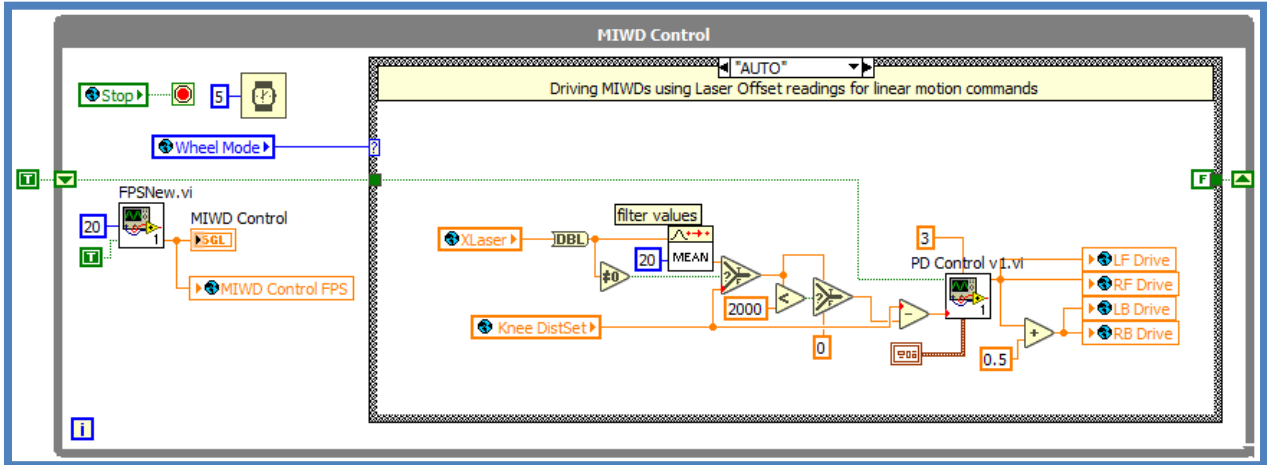 MIWD Control
"AUTO"
Driving MIWDs using Laser Offset readings for linear motion commands
Stop
5
Wheel Mode
?
T
F
FPSNew.vi
20
1
T
MIWD Control
SGL
MIWD Control FPS
filter values
XLaser
DBL
20
MEAN
≠0
?
T
F
2000
<
?
T
F
0
Knee DistSet
-
3
PD Control v1.vi
1
+
0.5
LF Drive
RF Drive
LB Drive
RB Drive
i